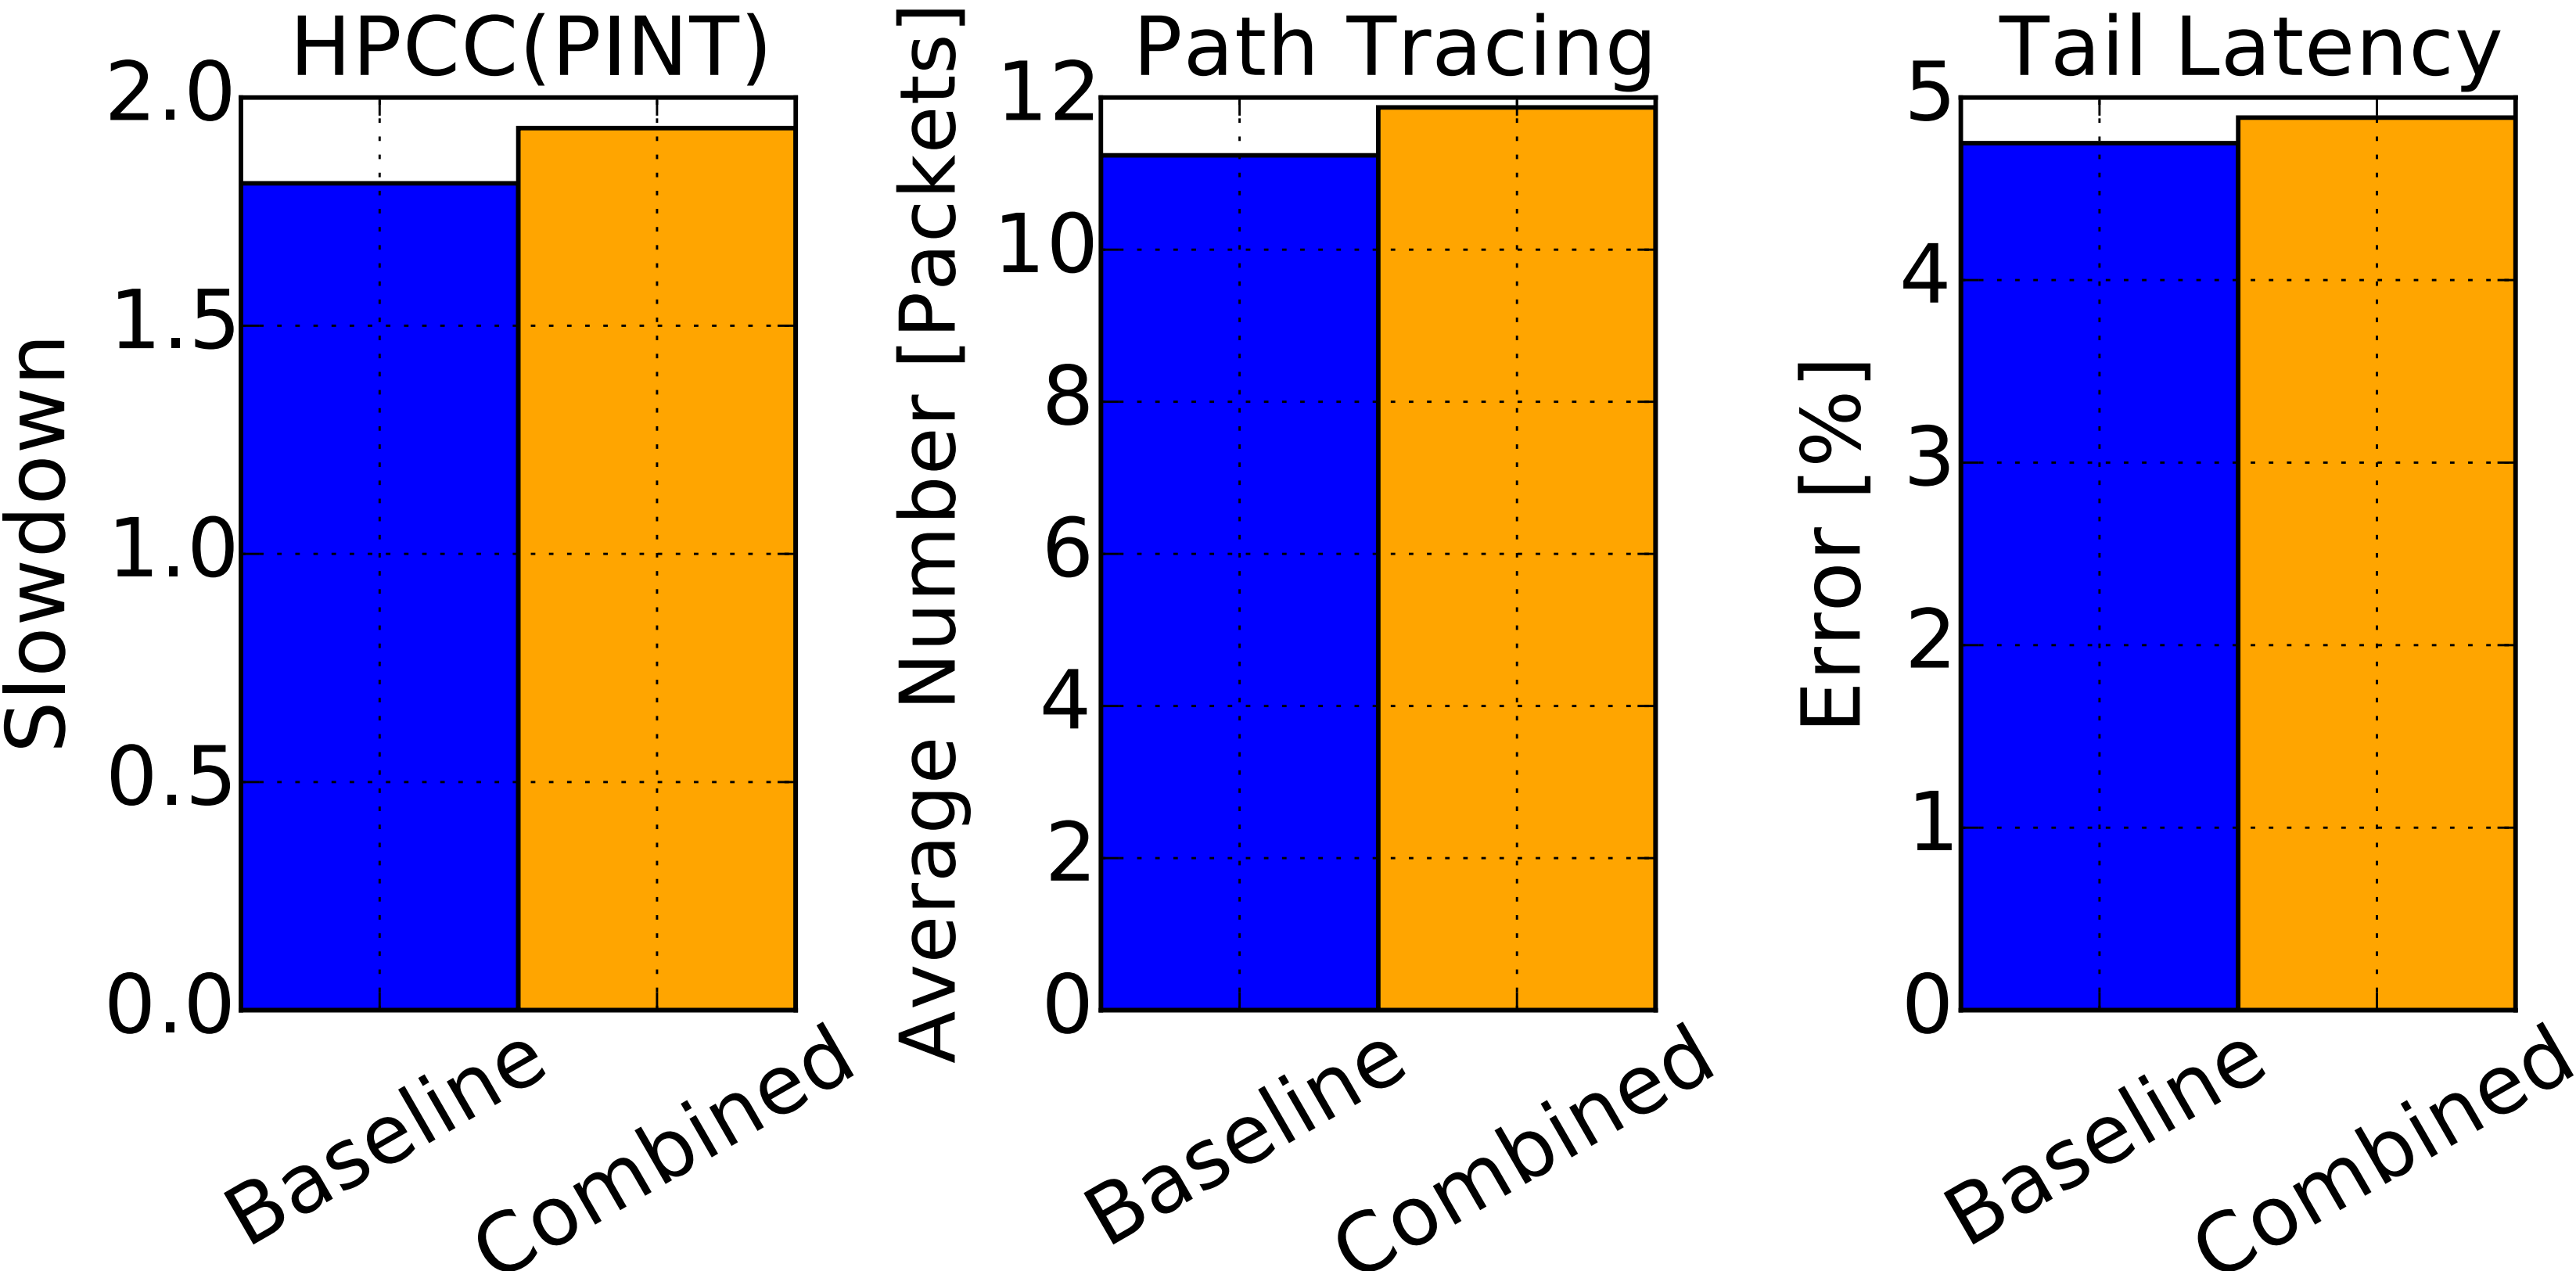 HPCC(PINT)
Slowdown
2.0
1.5
1.0
0.5
0.0
Baseline
Combined
Path Tracing
Average Number [Packets]
12
10
8
6
4
2
0
Baseline
Combined
Tail Latency
Error [%]
5
4
3
2
1
0
Baseline
Combined